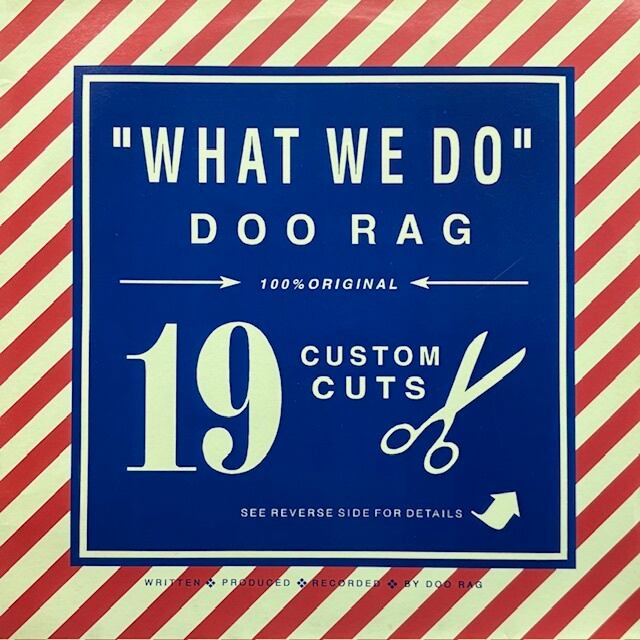 "WHAT WE DO"
DOO RAG
100% ORIGINAL
19
CUSTOM
CUTS
SEE REVERSE SIDE FOR DETAILS
WRITTEN ❖ PRODUCED ❖ RECORDED ❖ BY DOO RAG